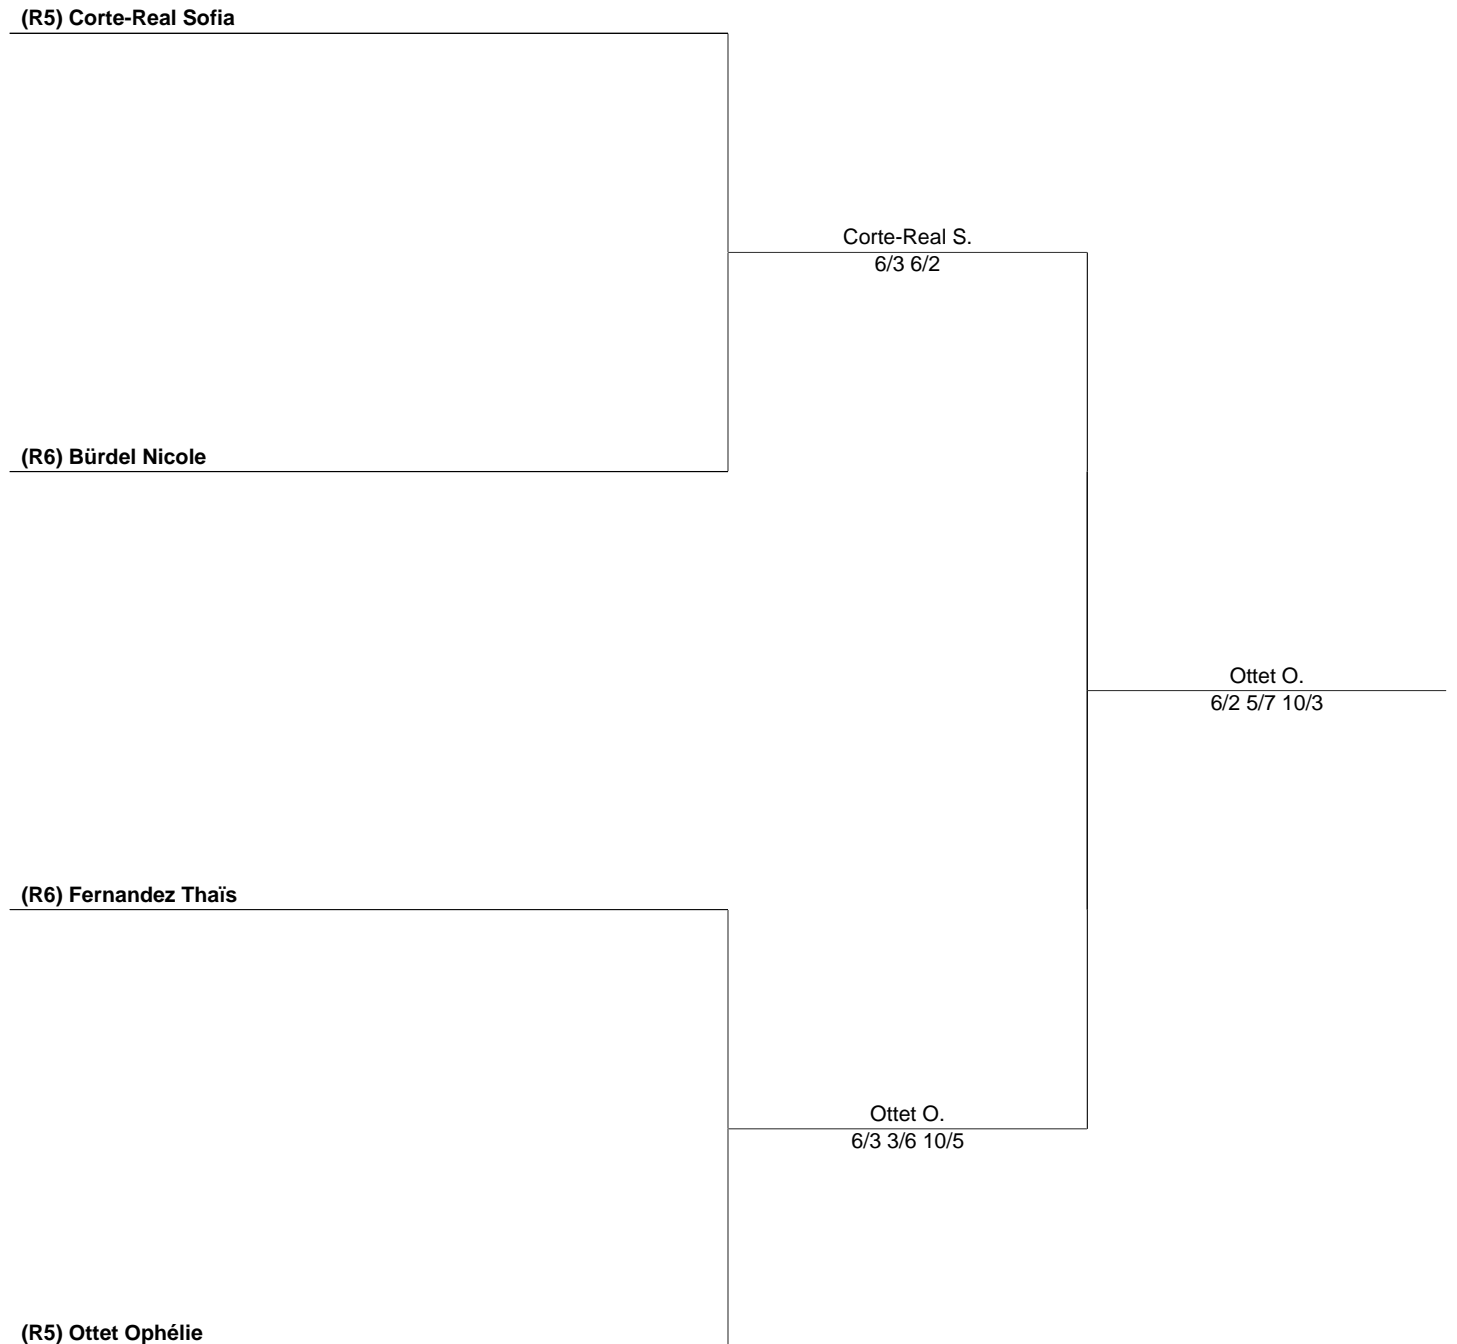 (R5) Corte-Real Sofia
Corte-Real S.
6/3 6/2
(R6) Bürdel Nicole
Ottet O.
6/2 5/7 10/3
(R6) Fernandez Thaïs
Ottet O.
6/3 3/6 10/5
(R5) Ottet Ophélie